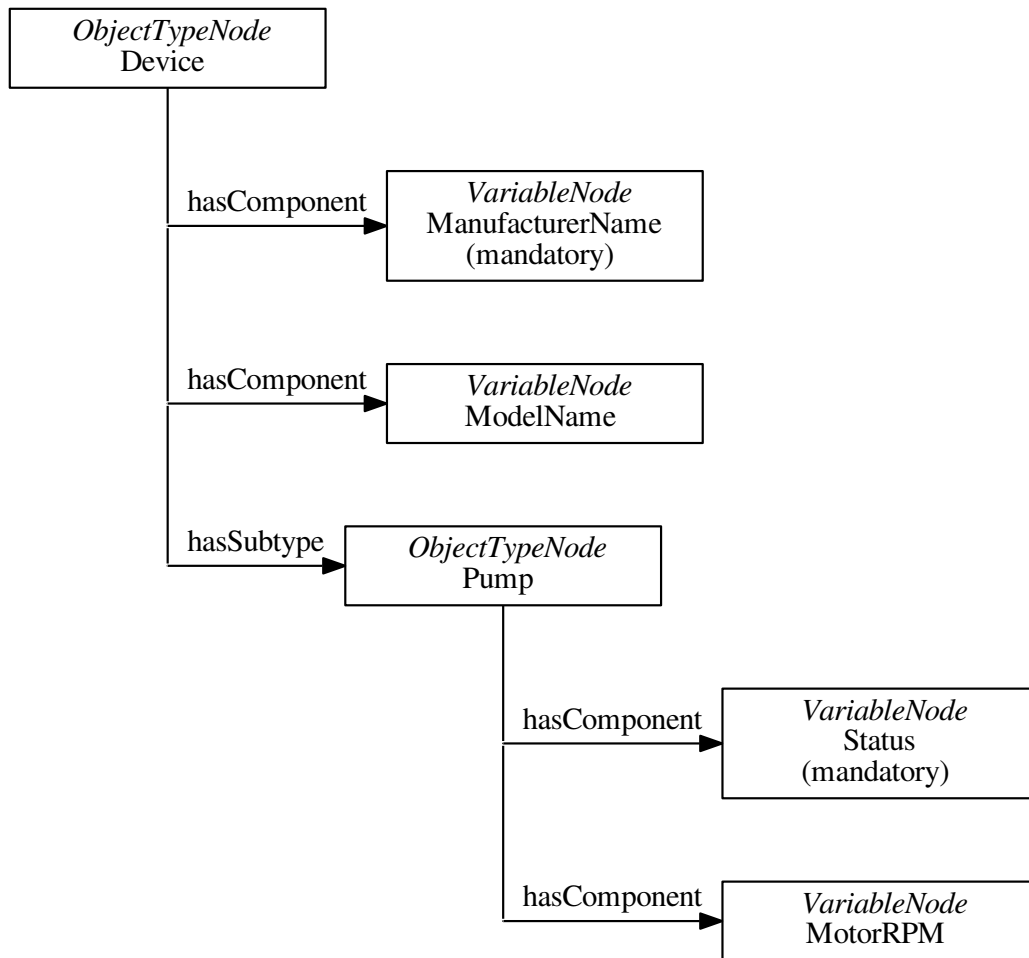 ObjectTypeNode
Device
hasComponent
VariableNode
ManufacturerName
(mandatory)
hasComponent
VariableNode
ModelName
hasSubtype
ObjectTypeNode
Pump
hasComponent
VariableNode
Status
(mandatory)
hasComponent
VariableNode
MotorRPM